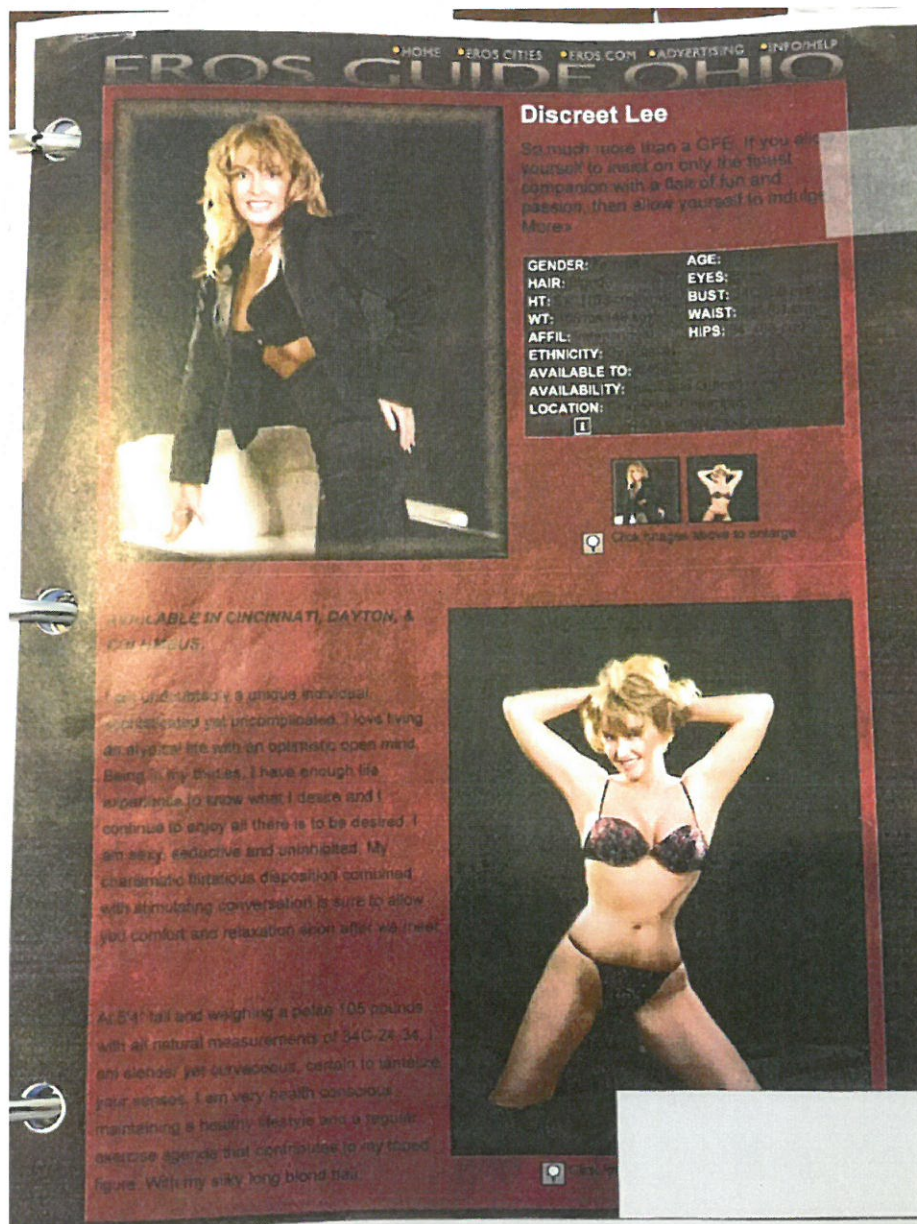 HOME EROS CITIES EROS.COM ADVERTISING INFO/HELP
EROS GUIDE OHIO
Discreet Lee
So much more than a GFE. If you allow
yourself to insist on only the finest
companion with a flair of fun and
passion, then allow yourself to indulge.
More»
GENDER: AGE:
HAIR: EYES:
HT: BUST:
WT: WAIST:
AFFIL: HIPS:
ETHNICITY:
AVAILABLE TO:
AVAILABILITY:
LOCATION:
Click images above to enlarge
AVAILABLE IN CINCINNATI, DAYTON, &
COLUMBUS.
I am undoubtedly a unique individual,
sophisticated yet uncomplicated. I love living
an atypical life with an optimistic open mind.
Being in my thirties, I have enough life
experience to know what I desire and I
continue to enjoy all there is to be desired. I
am sexy, seductive and uninhibited. My
charismatic flirtatious disposition combined
with stimulating conversation is sure to allow
you comfort and relaxation soon after we meet.
At 5'4" tall and weighing a petite 105 pounds
with all natural measurements of 34C-24-34, I
am slender yet curvaceous, certain to tantalize
your senses. I am very health conscious
maintaining a healthy lifestyle and a regular
exercise agenda that contributes to my toned
figure. With my silky long blond hair,